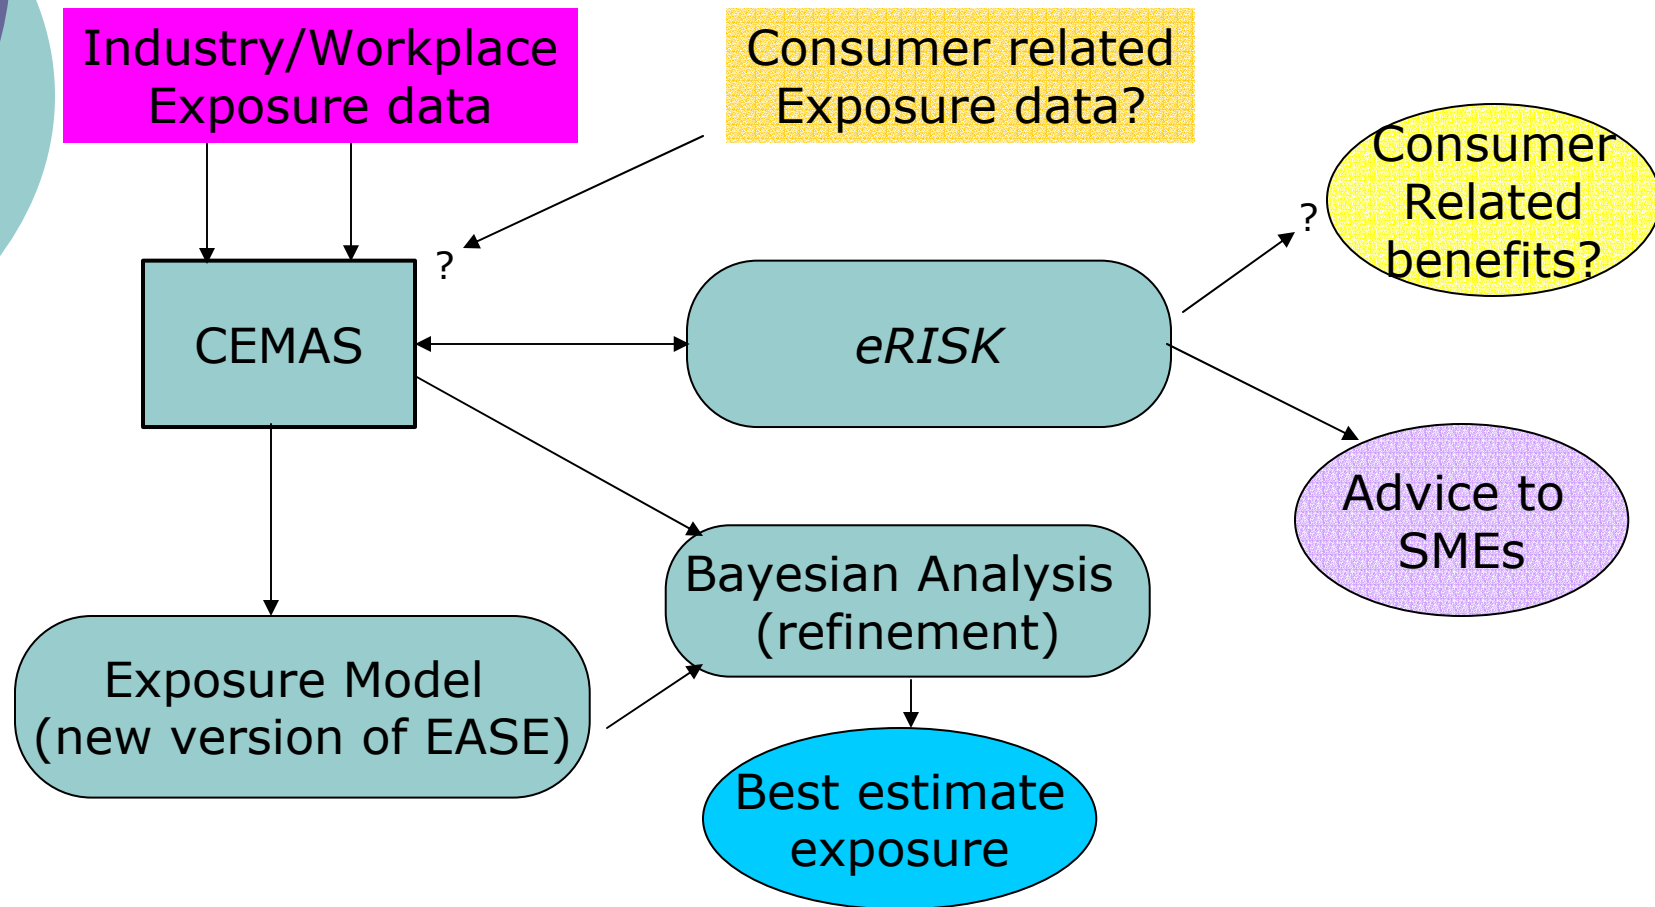 Industry/Workplace
Exposure data
Consumer related
Exposure data?
Consumer
Related
benefits?
?
?
CEMAS
eRISK
Advice to
SMEs
Bayesian Analysis
(refinement)
Exposure Model
(new version of EASE)
Best estimate
exposure